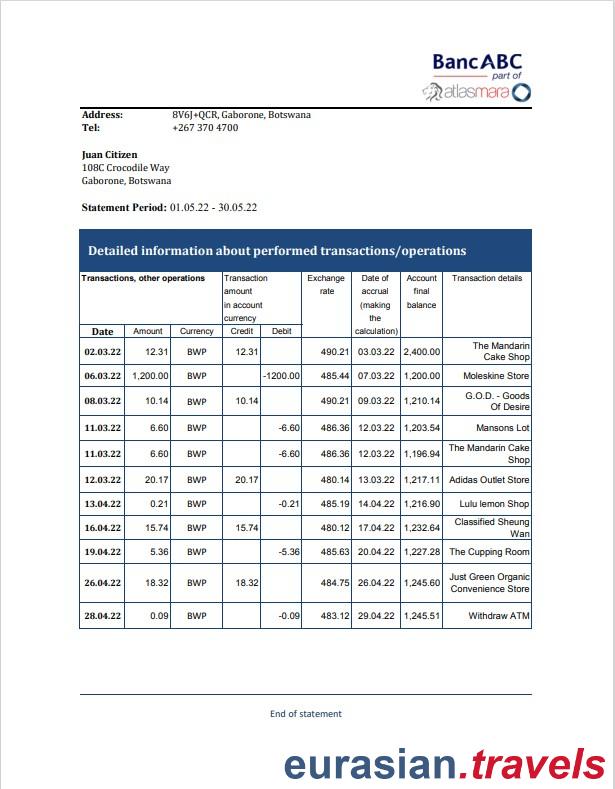 BancABC
part of
atlasmara
Address: 8V6J+QCR, Gaborone, Botswana
Tel: +267 370 4700
Juan Citizen
108C Crocodile Way
Gaborone, Botswana
Statement Period: 01.05.22 - 30.05.22
Detailed information about performed transactions/operations
Transactions, other operations
Transaction
amount
in account
currency
Exchange
rate
Date of
accrual
(making
the
calculation)
Account
final
balance
Transaction details
Date Amount Currency Credit Debit
02.03.22 12.31 BWP 12.31 490.21 03.03.22 2,400.00 The Mandarin
Cake Shop
06.03.22 1,200.00 BWP -1200.00 485.44 07.03.22 1,200.00 Moleskine Store
08.03.22 10.14 BWP 10.14 490.21 09.03.22 1,210.14 G.O.D. - Goods
Of Desire
11.03.22 6.60 BWP -6.60 486.36 12.03.22 1,203.54 Mansons Lot
11.03.22 6.60 BWP -6.60 486.36 12.03.22 1,196.94 The Mandarin Cake
Shop
12.03.22 20.17 BWP 20.17 480.14 13.03.22 1,217.11 Adidas Outlet Store
13.04.22 0.21 BWP -0.21 485.19 14.04.22 1,216.90 Lulu lemon Shop
16.04.22 15.74 BWP 15.74 480.12 17.04.22 1,232.64 Classified Sheung
Wan
19.04.22 5.36 BWP -5.36 485.63 20.04.22 1,227.28 The Cupping Room
26.04.22 18.32 BWP 18.32 484.75 26.04.22 1,245.60 Just Green Organic
Convenience Store
28.04.22 0.09 BWP -0.09 483.12 29.04.22 1,245.51 Withdraw ATM
End of statement
eurasian.travels